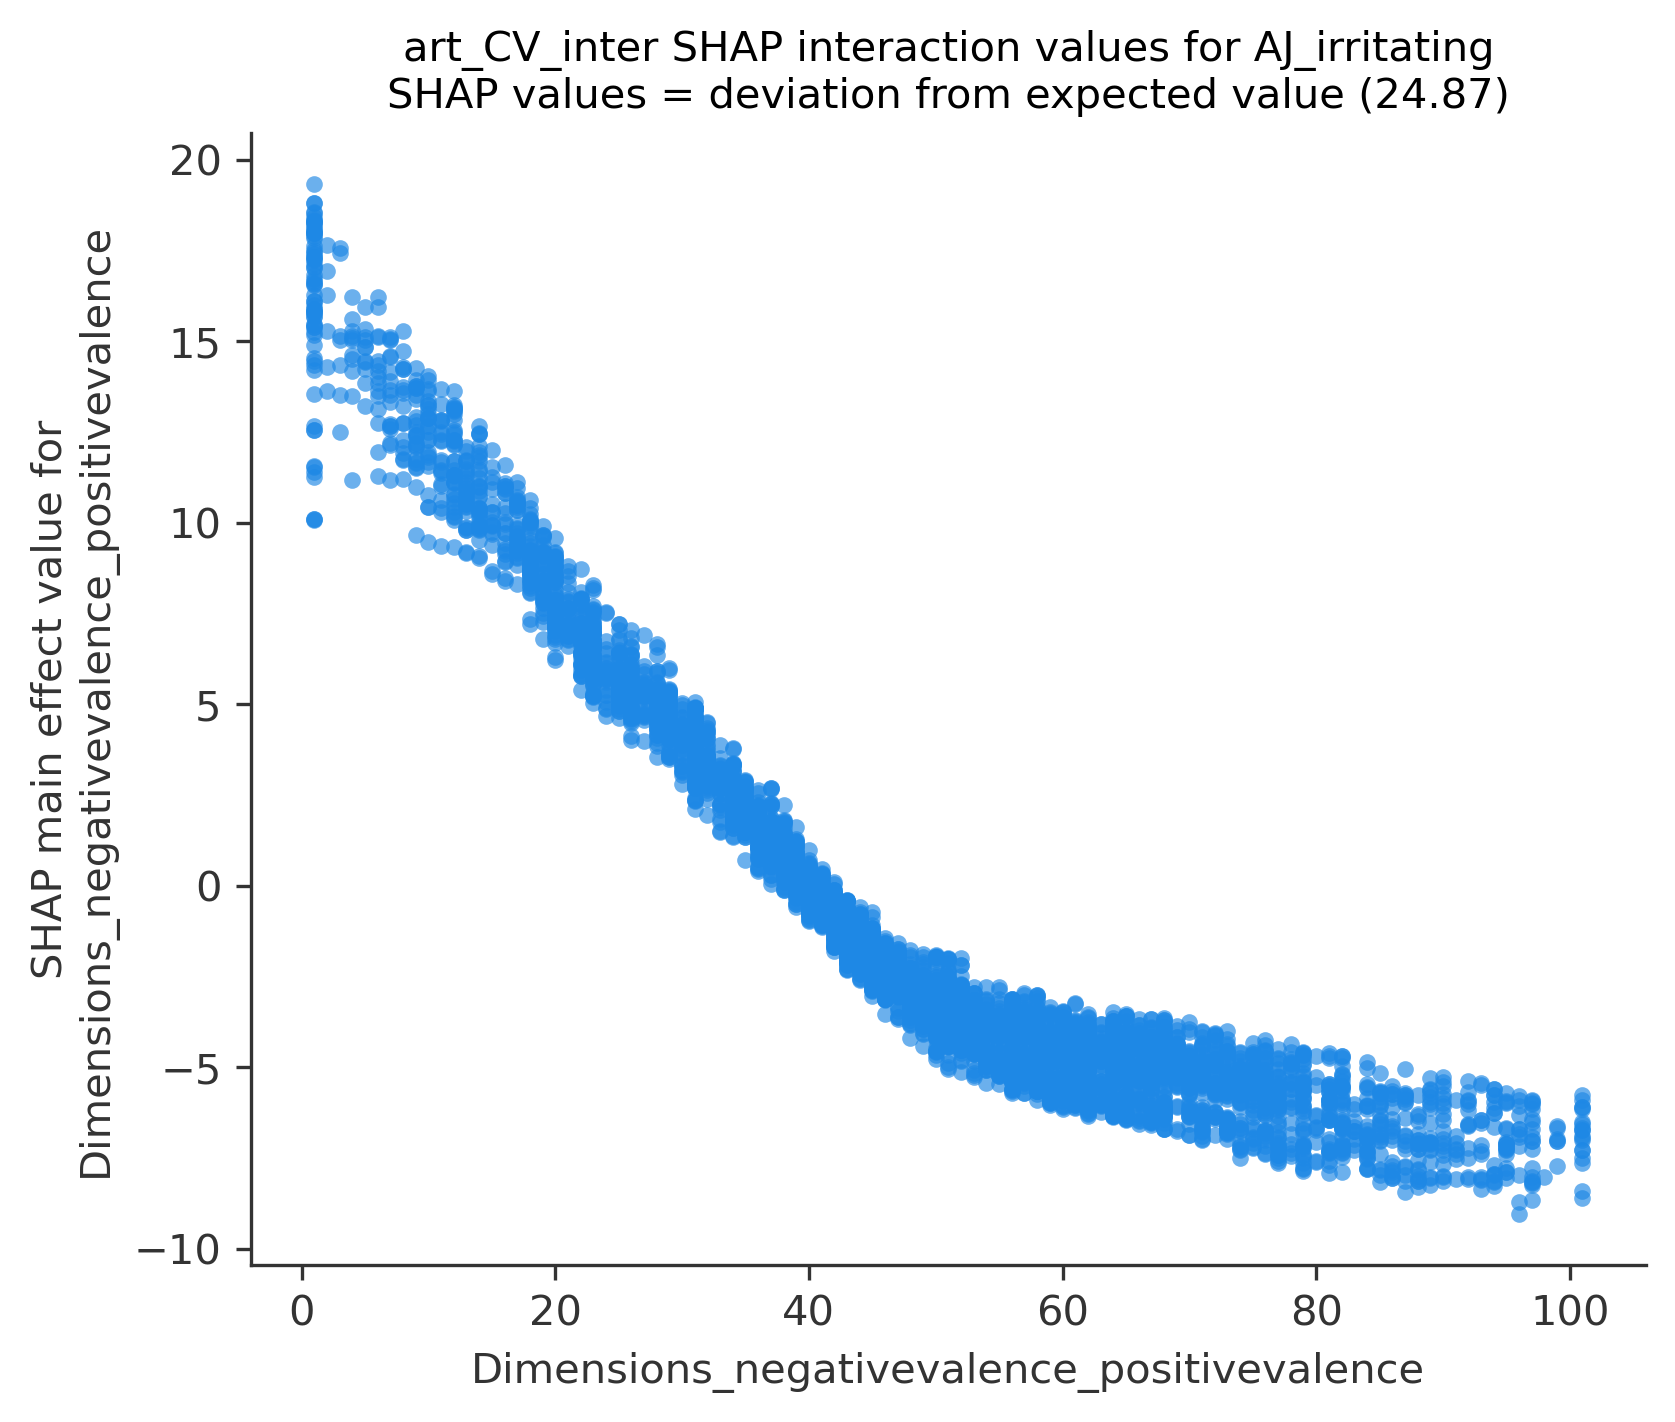 art_CV_inter SHAP interaction values for AJ_irritating
SHAP values = deviation from expected value (24.87)
SHAP main effect value for
Dimensions_negativevalence_positivevalence
20
15
10
5
0
−5
−10
0
20
40
60
80
100
Dimensions_negativevalence_positivevalence